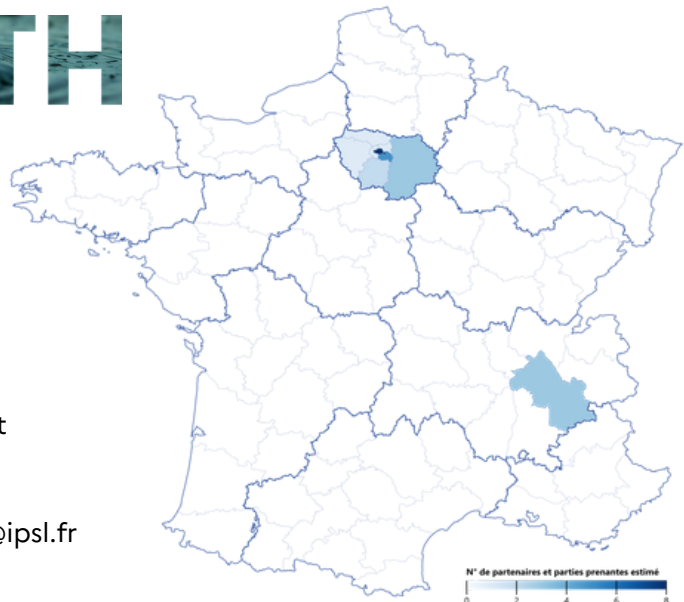 TH
t
@ipsl.fr
N° de partenaires et parties prenantes estimé
0 2 4 6 8